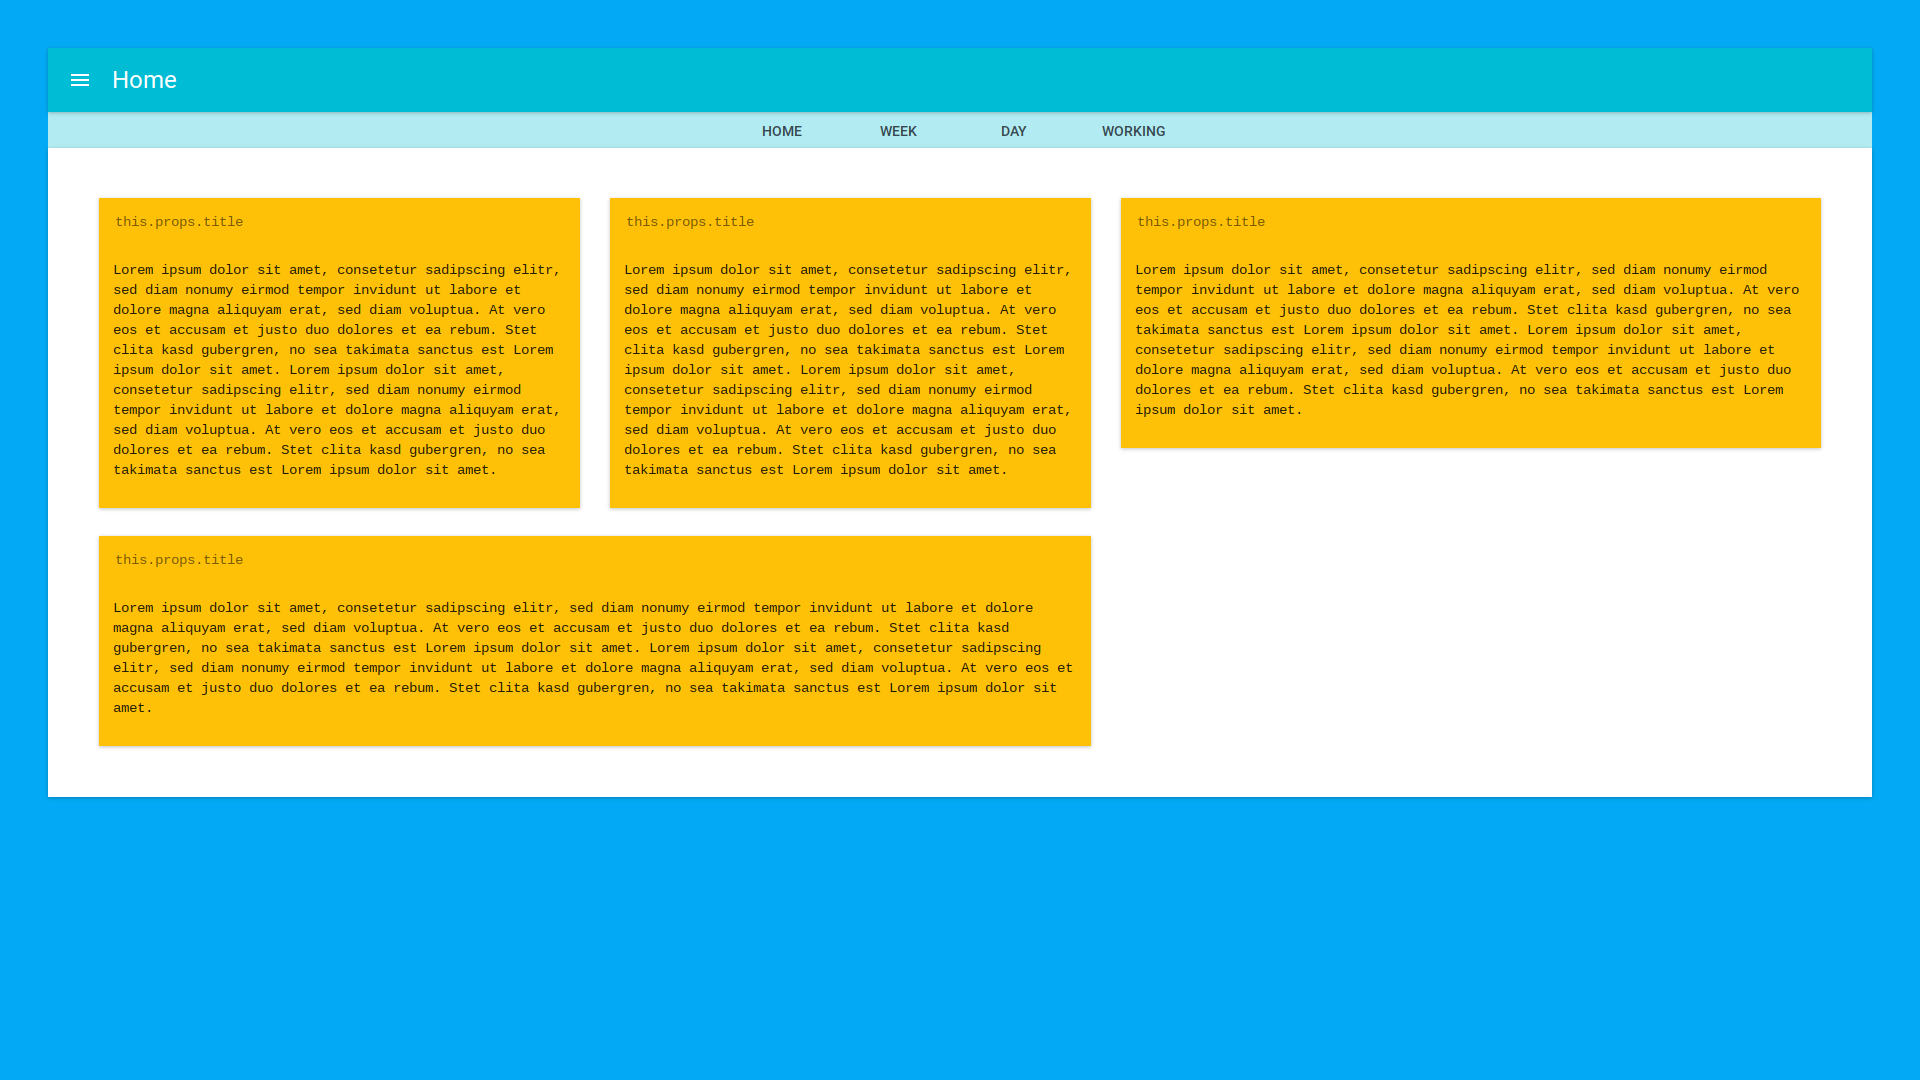 Home
HOME WEEK DAY WORKING
this.props.title
Lorem ipsum dolor sit amet, consetetur sadipscing elitr,
sed diam nonumy eirmod tempor invidunt ut labore et
dolore magna aliquyam erat, sed diam voluptua. At vero
eos et accusam et justo duo dolores et ea rebum. Stet
clita kasd gubergren, no sea takimata sanctus est Lorem
ipsum dolor sit amet. Lorem ipsum dolor sit amet,
consetetur sadipscing elitr, sed diam nonumy eirmod
tempor invidunt ut labore et dolore magna aliquyam erat,
sed diam voluptua. At vero eos et accusam et justo duo
dolores et ea rebum. Stet clita kasd gubergren, no sea
takimata sanctus est Lorem ipsum dolor sit amet.
this.props.title
Lorem ipsum dolor sit amet, consetetur sadipscing elitr,
sed diam nonumy eirmod tempor invidunt ut labore et
dolore magna aliquyam erat, sed diam voluptua. At vero
eos et accusam et justo duo dolores et ea rebum. Stet
clita kasd gubergren, no sea takimata sanctus est Lorem
ipsum dolor sit amet. Lorem ipsum dolor sit amet,
consetetur sadipscing elitr, sed diam nonumy eirmod
tempor invidunt ut labore et dolore magna aliquyam erat,
sed diam voluptua. At vero eos et accusam et justo duo
dolores et ea rebum. Stet clita kasd gubergren, no sea
takimata sanctus est Lorem ipsum dolor sit amet.
this.props.title
Lorem ipsum dolor sit amet, consetetur sadipscing elitr, sed diam nonumy eirmod
tempor invidunt ut labore et dolore magna aliquyam erat, sed diam voluptua. At vero
eos et accusam et justo duo dolores et ea rebum. Stet clita kasd gubergren, no sea
takimata sanctus est Lorem ipsum dolor sit amet. Lorem ipsum dolor sit amet,
consetetur sadipscing elitr, sed diam nonumy eirmod tempor invidunt ut labore et
dolore magna aliquyam erat, sed diam voluptua. At vero eos et accusam et justo duo
dolores et ea rebum. Stet clita kasd gubergren, no sea takimata sanctus est Lorem
ipsum dolor sit amet.
this.props.title
Lorem ipsum dolor sit amet, consetetur sadipscing elitr, sed diam nonumy eirmod tempor invidunt ut labore et dolore
magna aliquyam erat, sed diam voluptua. At vero eos et accusam et justo duo dolores et ea rebum. Stet clita kasd
gubergren, no sea takimata sanctus est Lorem ipsum dolor sit amet. Lorem ipsum dolor sit amet, consetetur sadipscing
elitr, sed diam nonumy eirmod tempor invidunt ut labore et dolore magna aliquyam erat, sed diam voluptua. At vero eos et
accusam et justo duo dolores et ea rebum. Stet clita kasd gubergren, no sea takimata sanctus est Lorem ipsum dolor sit
amet.